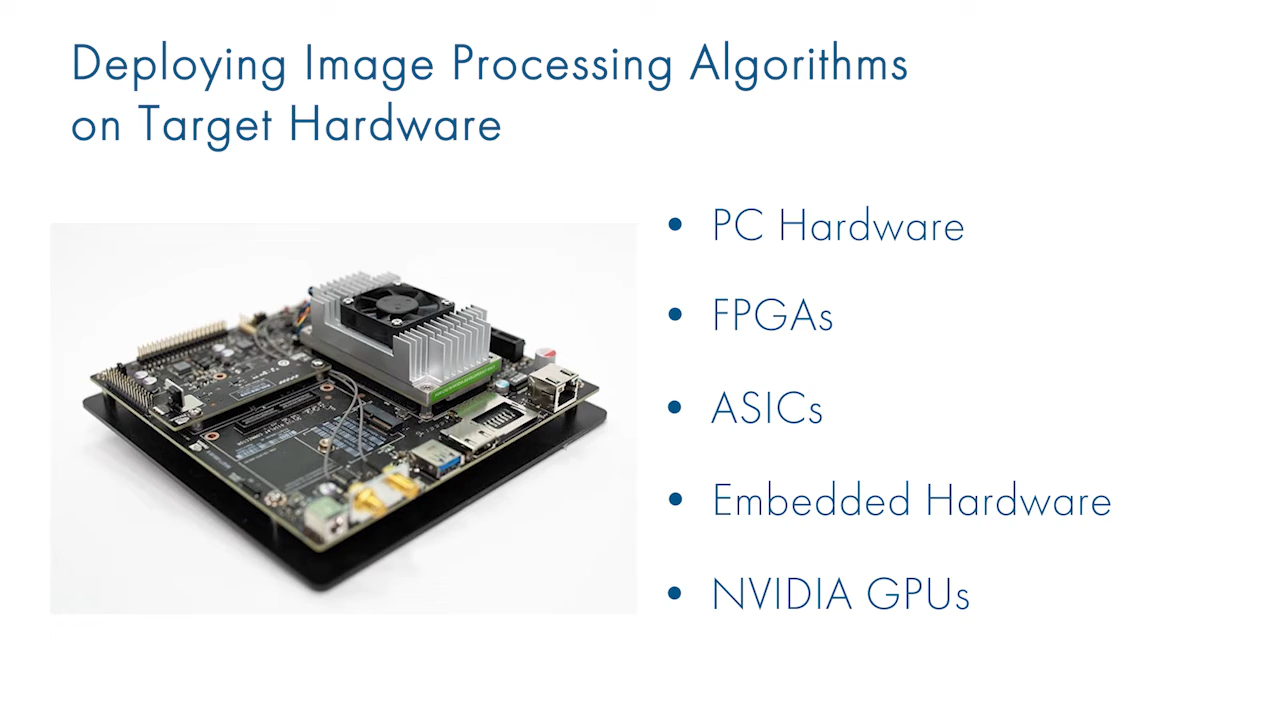 Deploying Image Processing Algorithms
on Target Hardware
• PC Hardware
• FPGAs
• ASICs
• Embedded Hardware
• NVIDIA GPUs